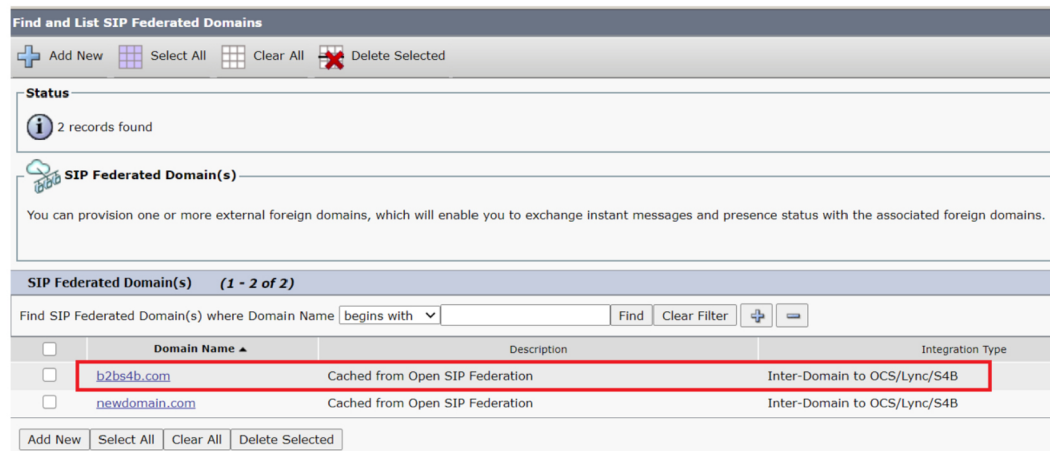 Find and List SIP Federated Domains
Add New Select All Clear All Delete Selected
Status
2 records found
SIP Federated Domain(s)
You can provision one or more external foreign domains, which will enable you to exchange instant messages and presence status with the associated foreign domains.
SIP Federated Domain(s) (1 - 2 of 2)
Find SIP Federated Domain(s) where Domain Name begins with Find Clear Filter
Domain Name Description Integration Type
b2bs4b.com Cached from Open SIP Federation Inter-Domain to OCS/Lync/S4B
newdomain.com Cached from Open SIP Federation Inter-Domain to OCS/Lync/S4B
Add New Select All Clear All Delete Selected